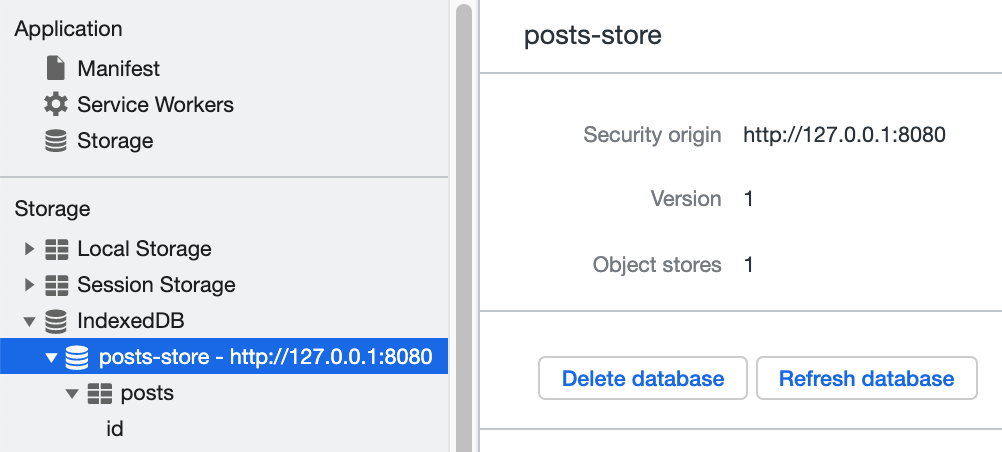 Application
Manifest
Service Workers
Storage
Storage
Local Storage
Session Storage
IndexedDB
posts-store - http://127.0.0.1:8080
posts
id
posts-store
Security origin http://127.0.0.1:8080
Version 1
Object stores 1
Delete database Refresh database